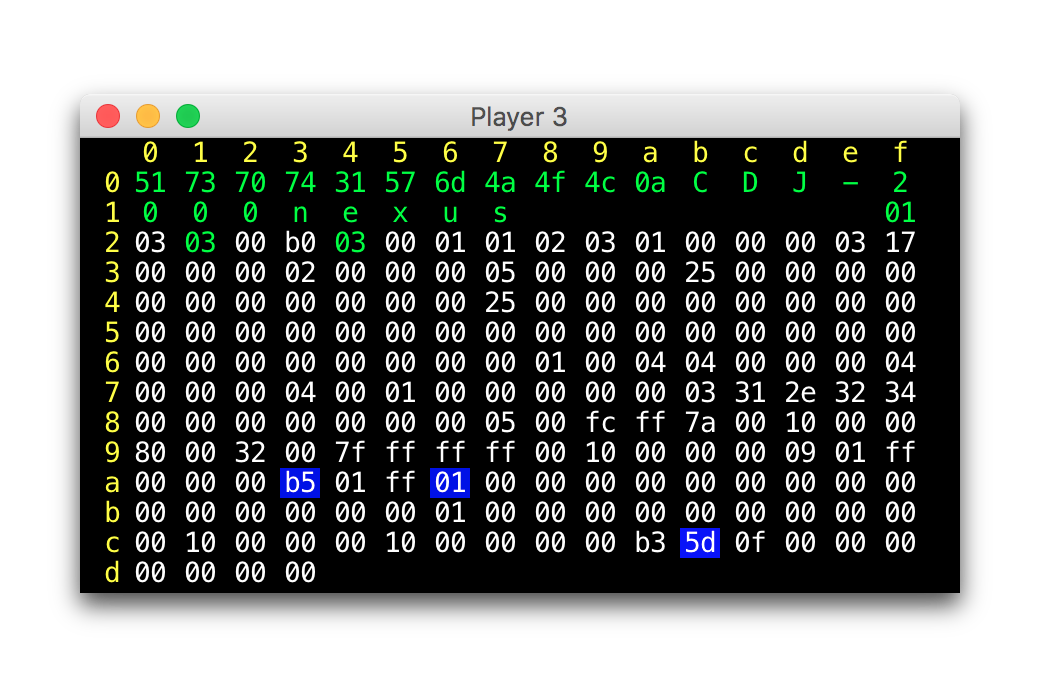 Player 3
0 1 2 3 4 5 6 7 8 9 a b c d e f
0 51 73 70 74 31 57 6d 4a 4f 4c 0a C D J - 2
1 0 0 0 n e x u s 01
2 03 03 00 b0 03 00 01 01 02 03 01 00 00 00 03 17
3 00 00 00 02 00 00 00 05 00 00 00 25 00 00 00 00
4 00 00 00 00 00 00 00 25 00 00 00 00 00 00 00 00
5 00 00 00 00 00 00 00 00 00 00 00 00 00 00 00 00
6 00 00 00 00 00 00 00 00 01 00 04 04 00 00 00 04
7 00 00 00 04 00 01 00 00 00 00 00 03 31 2e 32 34
8 00 00 00 00 00 00 00 05 00 fc ff 7a 00 10 00 00
9 80 00 32 00 7f ff ff ff 00 10 00 00 00 09 01 ff
a 00 00 00 b5 01 ff 01 00 00 00 00 00 00 00 00 00
b 00 00 00 00 00 00 01 00 00 00 00 00 00 00 00 00
c 00 10 00 00 00 10 00 00 00 00 b3 5d 0f 00 00 00
d 00 00 00 00